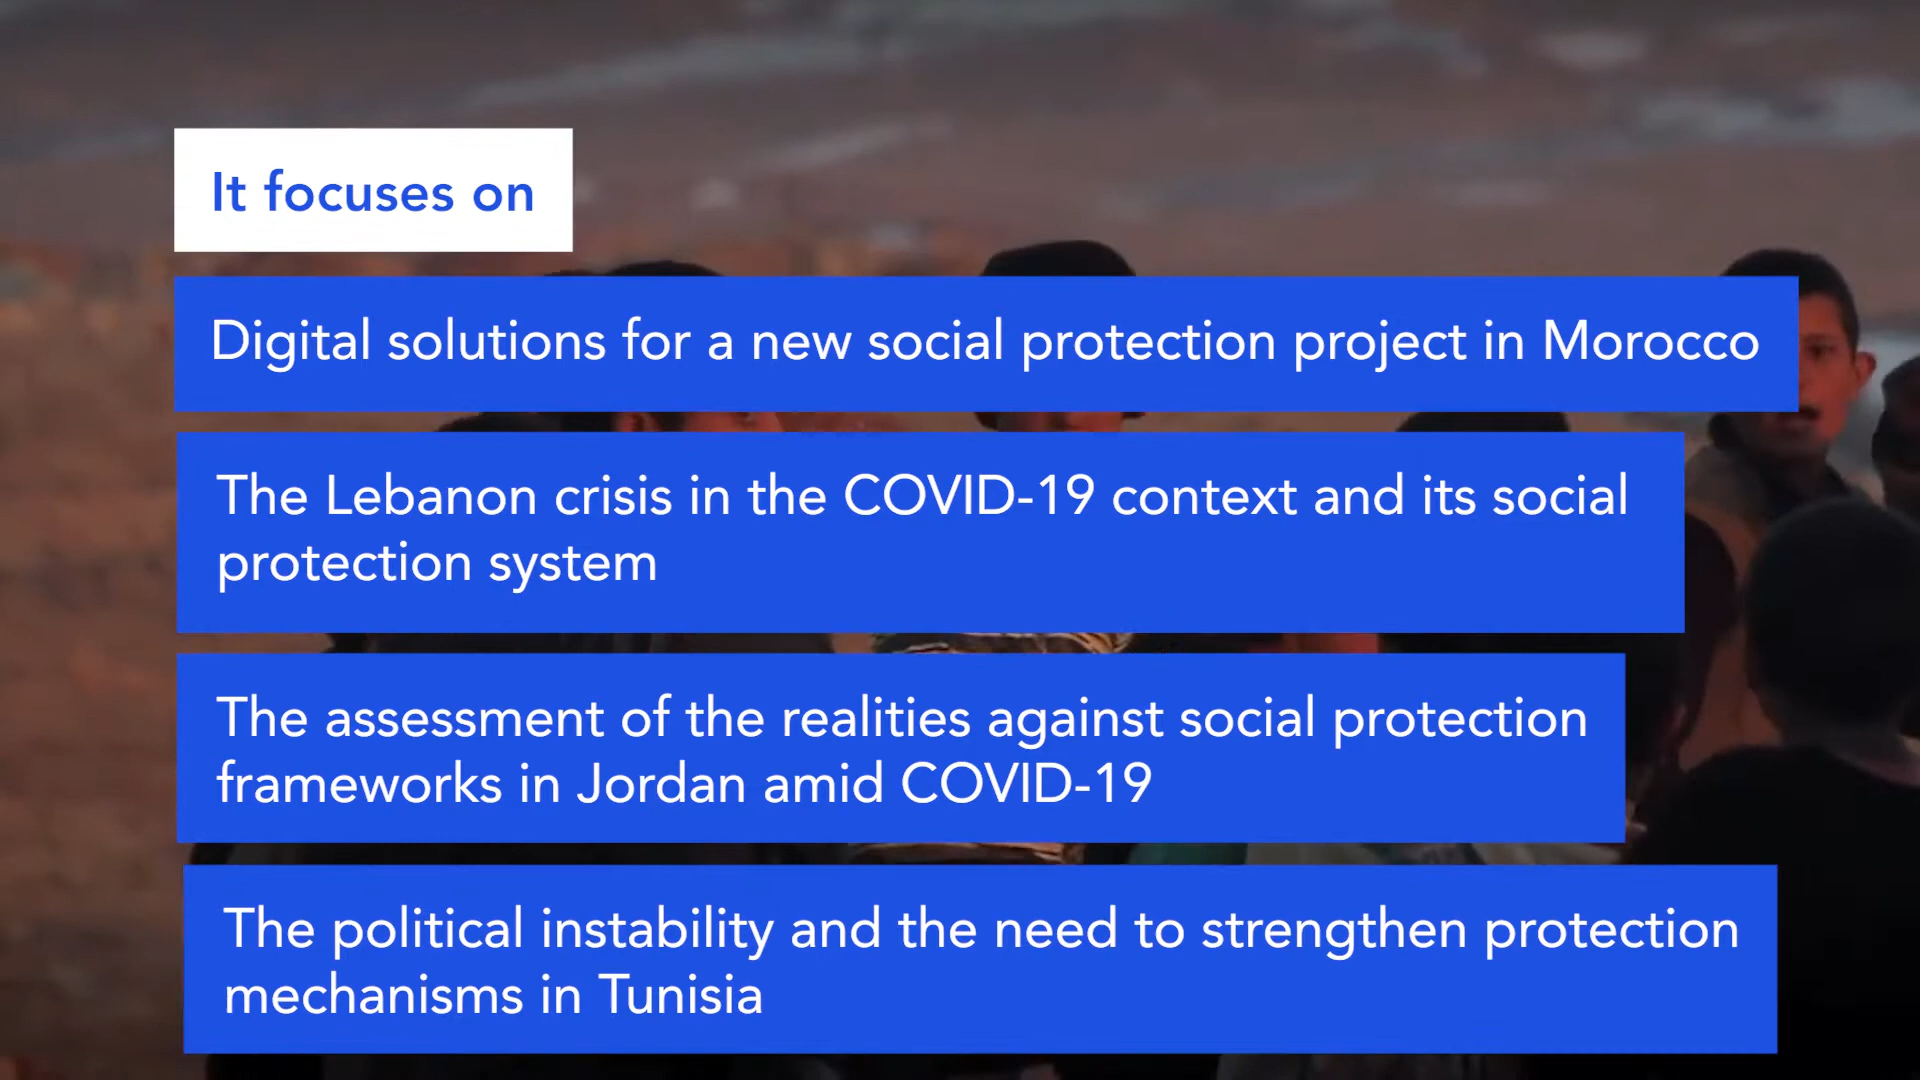 It focuses on
Digital solutions for a new social protection project in Morocco
The Lebanon crisis in the COVID-19 context and its social
protection system
The assessment of the realities against social protection
frameworks in Jordan amid COVID-19
The political instability and the need to strengthen protection
mechanisms in Tunisia